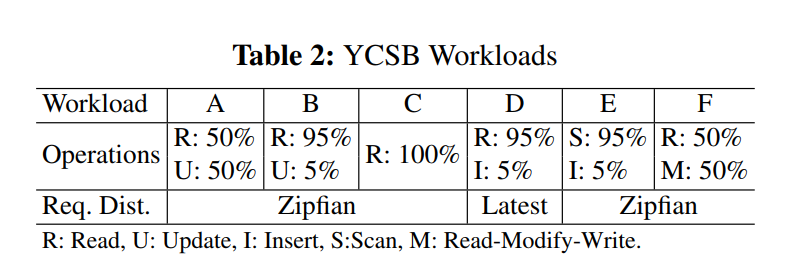 Table 2: YCSB Workloads
Workload A B C D E F
Operations R: 50% R: 95% R: 100% R: 95% S: 95% R: 50%
U: 50% U: 5% I: 5% I: 5% M: 50%
Req. Dist. Zipfian Latest Zipfian
R: Read, U: Update, I: Insert, S:Scan, M: Read-Modify-Write.